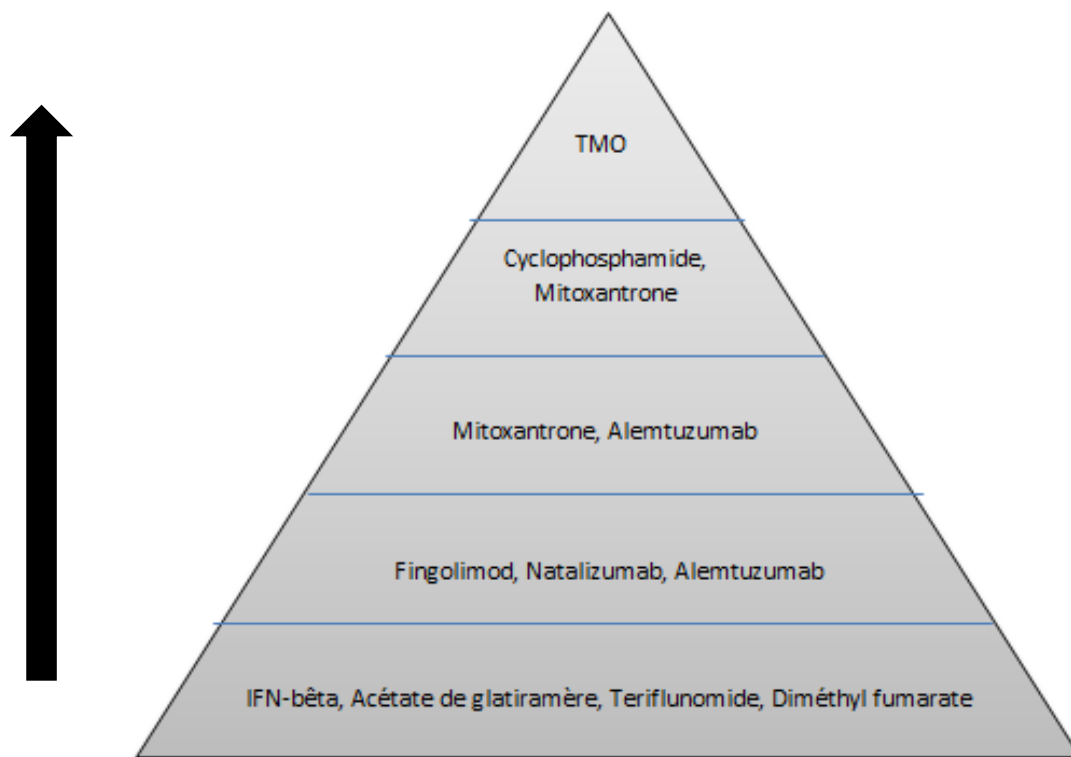 TMO
Cyclophosphamide,
Mitoxantrone
Mitoxantrone, Alemtuzumab
Fingolimod, Natalizumab, Alemtuzumab
IFN-bêta, Acétate de glatiramère, Teriflunomide, Diméthyl fumarate